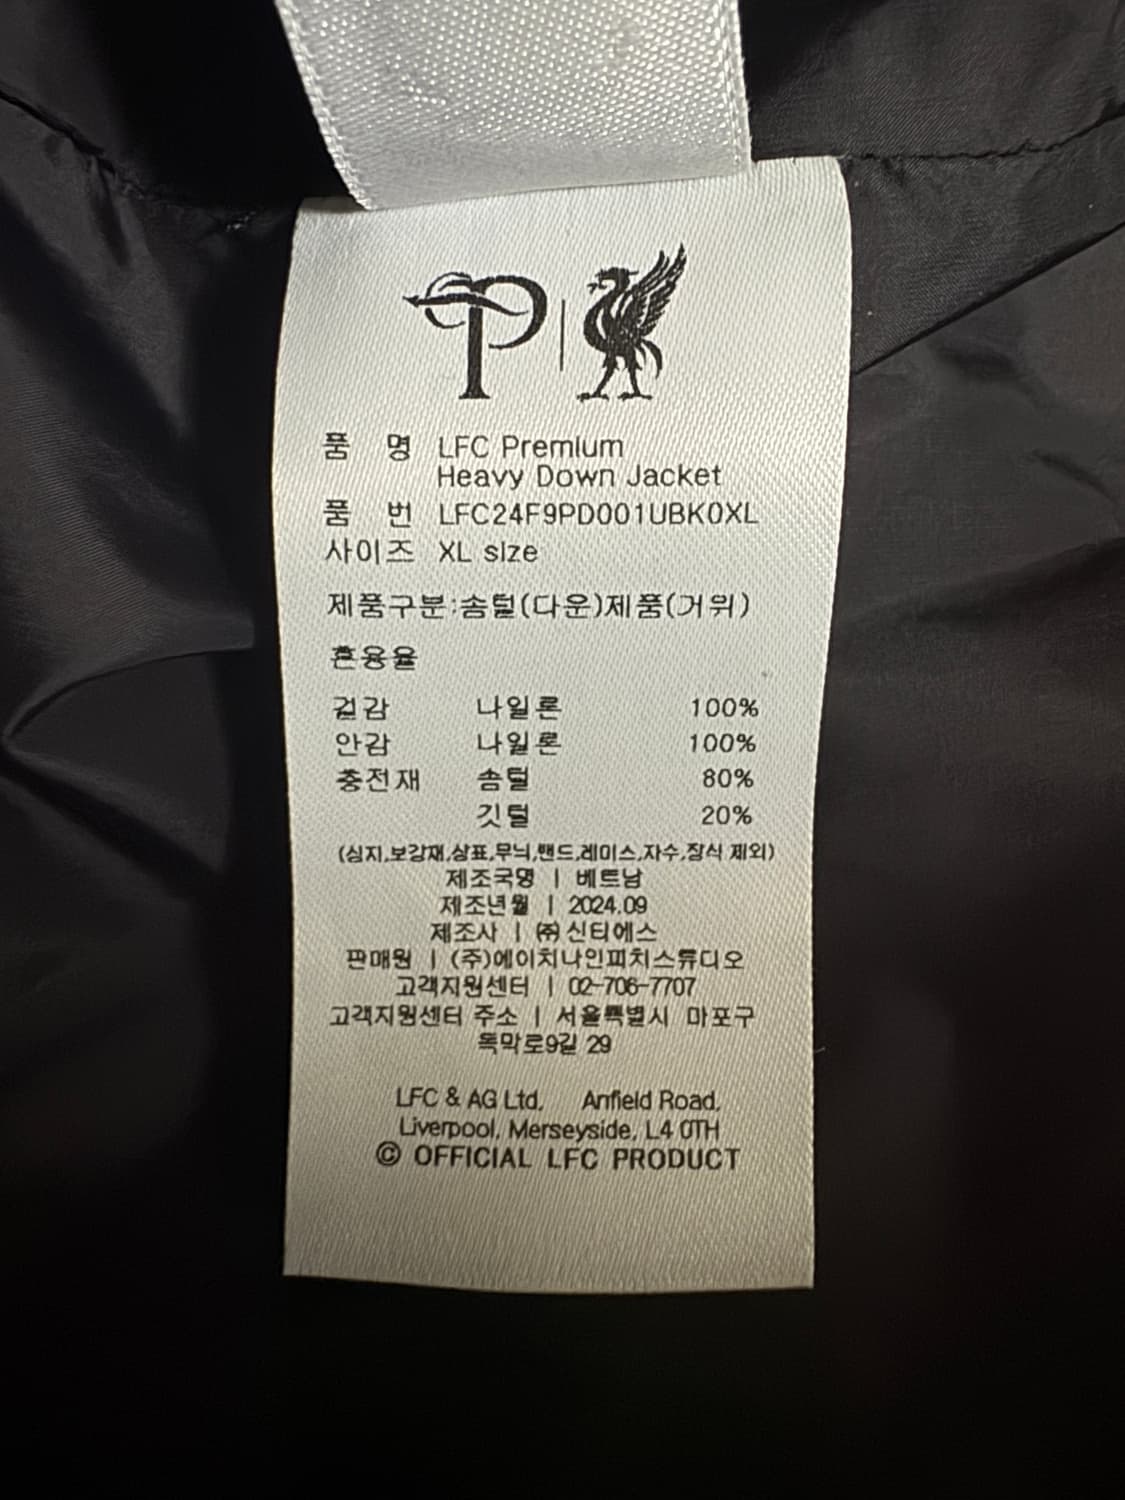 P
품 명 LFC Premium
Heavy Down Jacket
품 번 LFC24F9PD001UBK0XL
사이즈 XL size
제품구분:솜털(다운)제품(거위)
혼용율
겉감 나일론 100%
안감 나일론 100%
충전재 솜털 80%
깃털 20%
(심지,보강재,상표,무늬,밴드,레이스,자수,장식 제외)
제조국명 | 베트남
제조년월 | 2024.09
제조사 | ㈜신티에스
판매원 | (주)에이치나인피치스튜디오
고객지원센터 | 02-706-7707
고객지원센터 주소 | 서울특별시 마포구
독막로9길 29
LFC & AG Ltd, Anfield Road,
Liverpool, Merseyside, L4 0TH
© OFFICIAL LFC PRODUCT